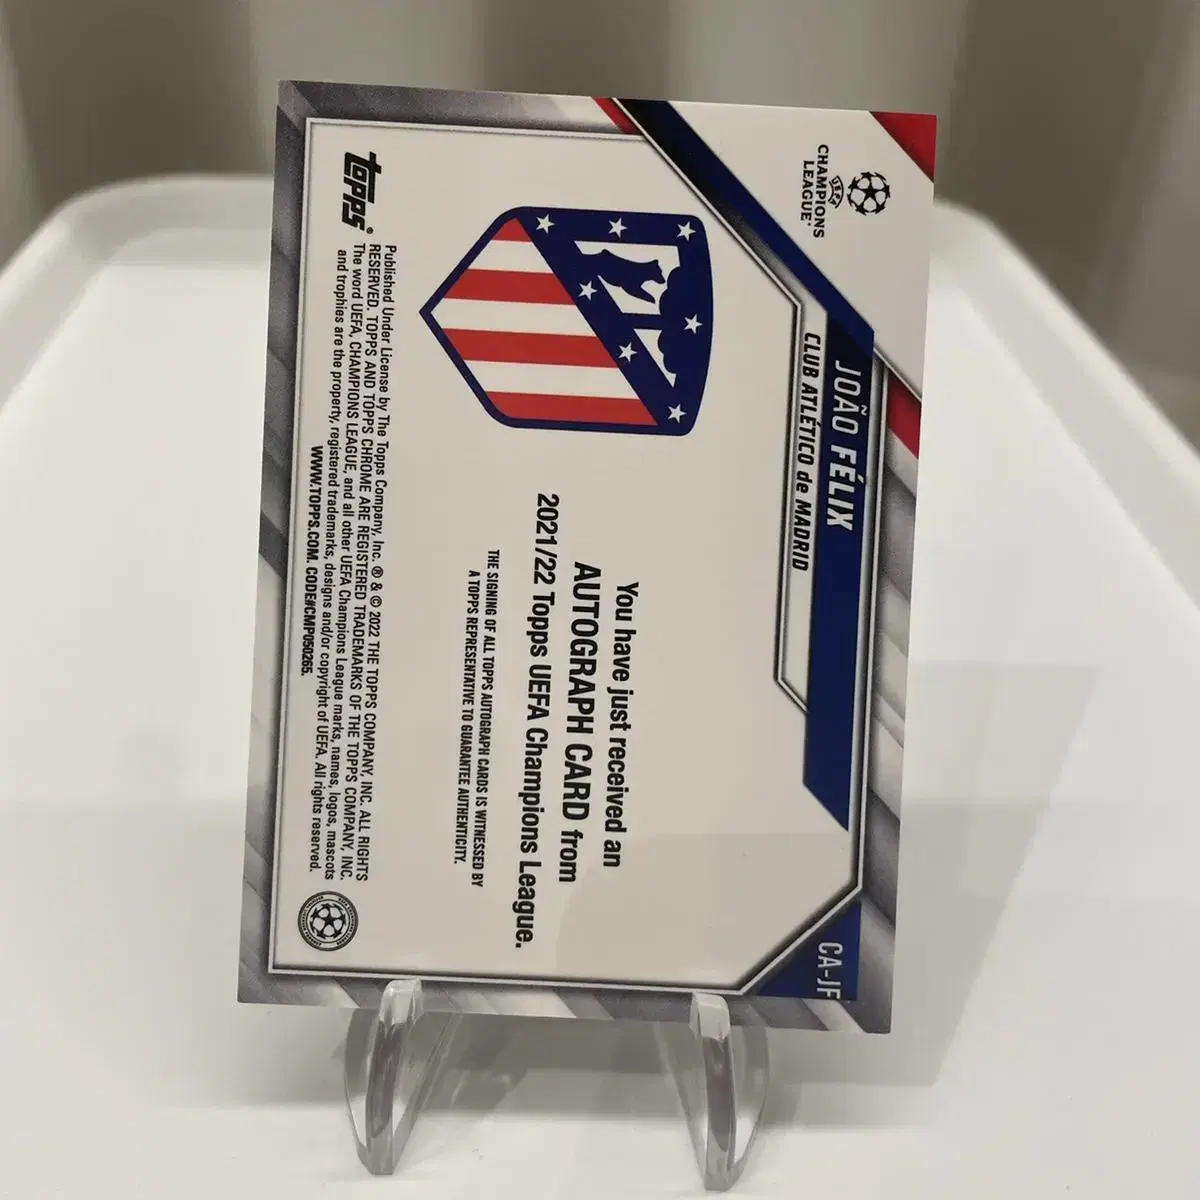 UEFA
CHAMPIONS
LEAGUE®
JOÃO FÉLIX
CLUB ATLÉTICO de MADRID
CA-JF
You have just received an
AUTOGRAPH CARD from
2021/22 Topps UEFA Champions League.
THE SIGNING OF ALL TOPPS AUTOGRAPH CARDS IS WITNESSED BY
A TOPPS REPRESENTATIVE TO GUARANTEE AUTHENTICITY.
topps®
Published Under License by The Topps Company, Inc. ® & © 2022 THE TOPPS COMPANY, INC. ALL RIGHTS
RESERVED. TOPPS AND TOPPS CHROME ARE REGISTERED TRADEMARKS OF THE TOPPS COMPANY, INC.
The word UEFA, CHAMPIONS LEAGUE, and all other UEFA Champions League marks, names, logos, mascots
and trophies are the property, registered trademarks, designs and/or copyright of UEFA. All rights reserved.
WWW.TOPPS.COM. CODE#CMP050265.